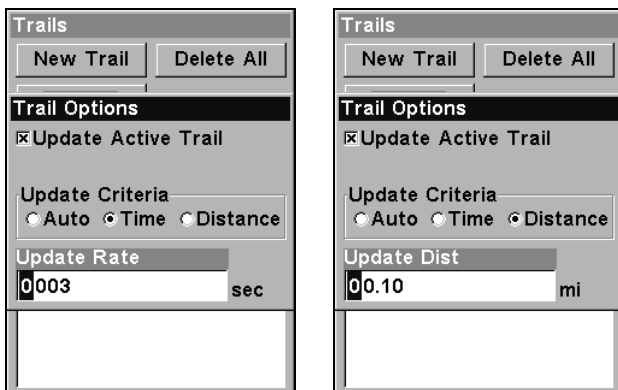 Trails
New Trail Delete All
Trail Options
Update Active Trail
Update Criteria
Auto Time Distance
Update Rate
0003 sec
Trails
New Trail Delete All
Trail Options
Update Active Trail
Update Criteria
Auto Time Distance
Update Dist
00.10 mi